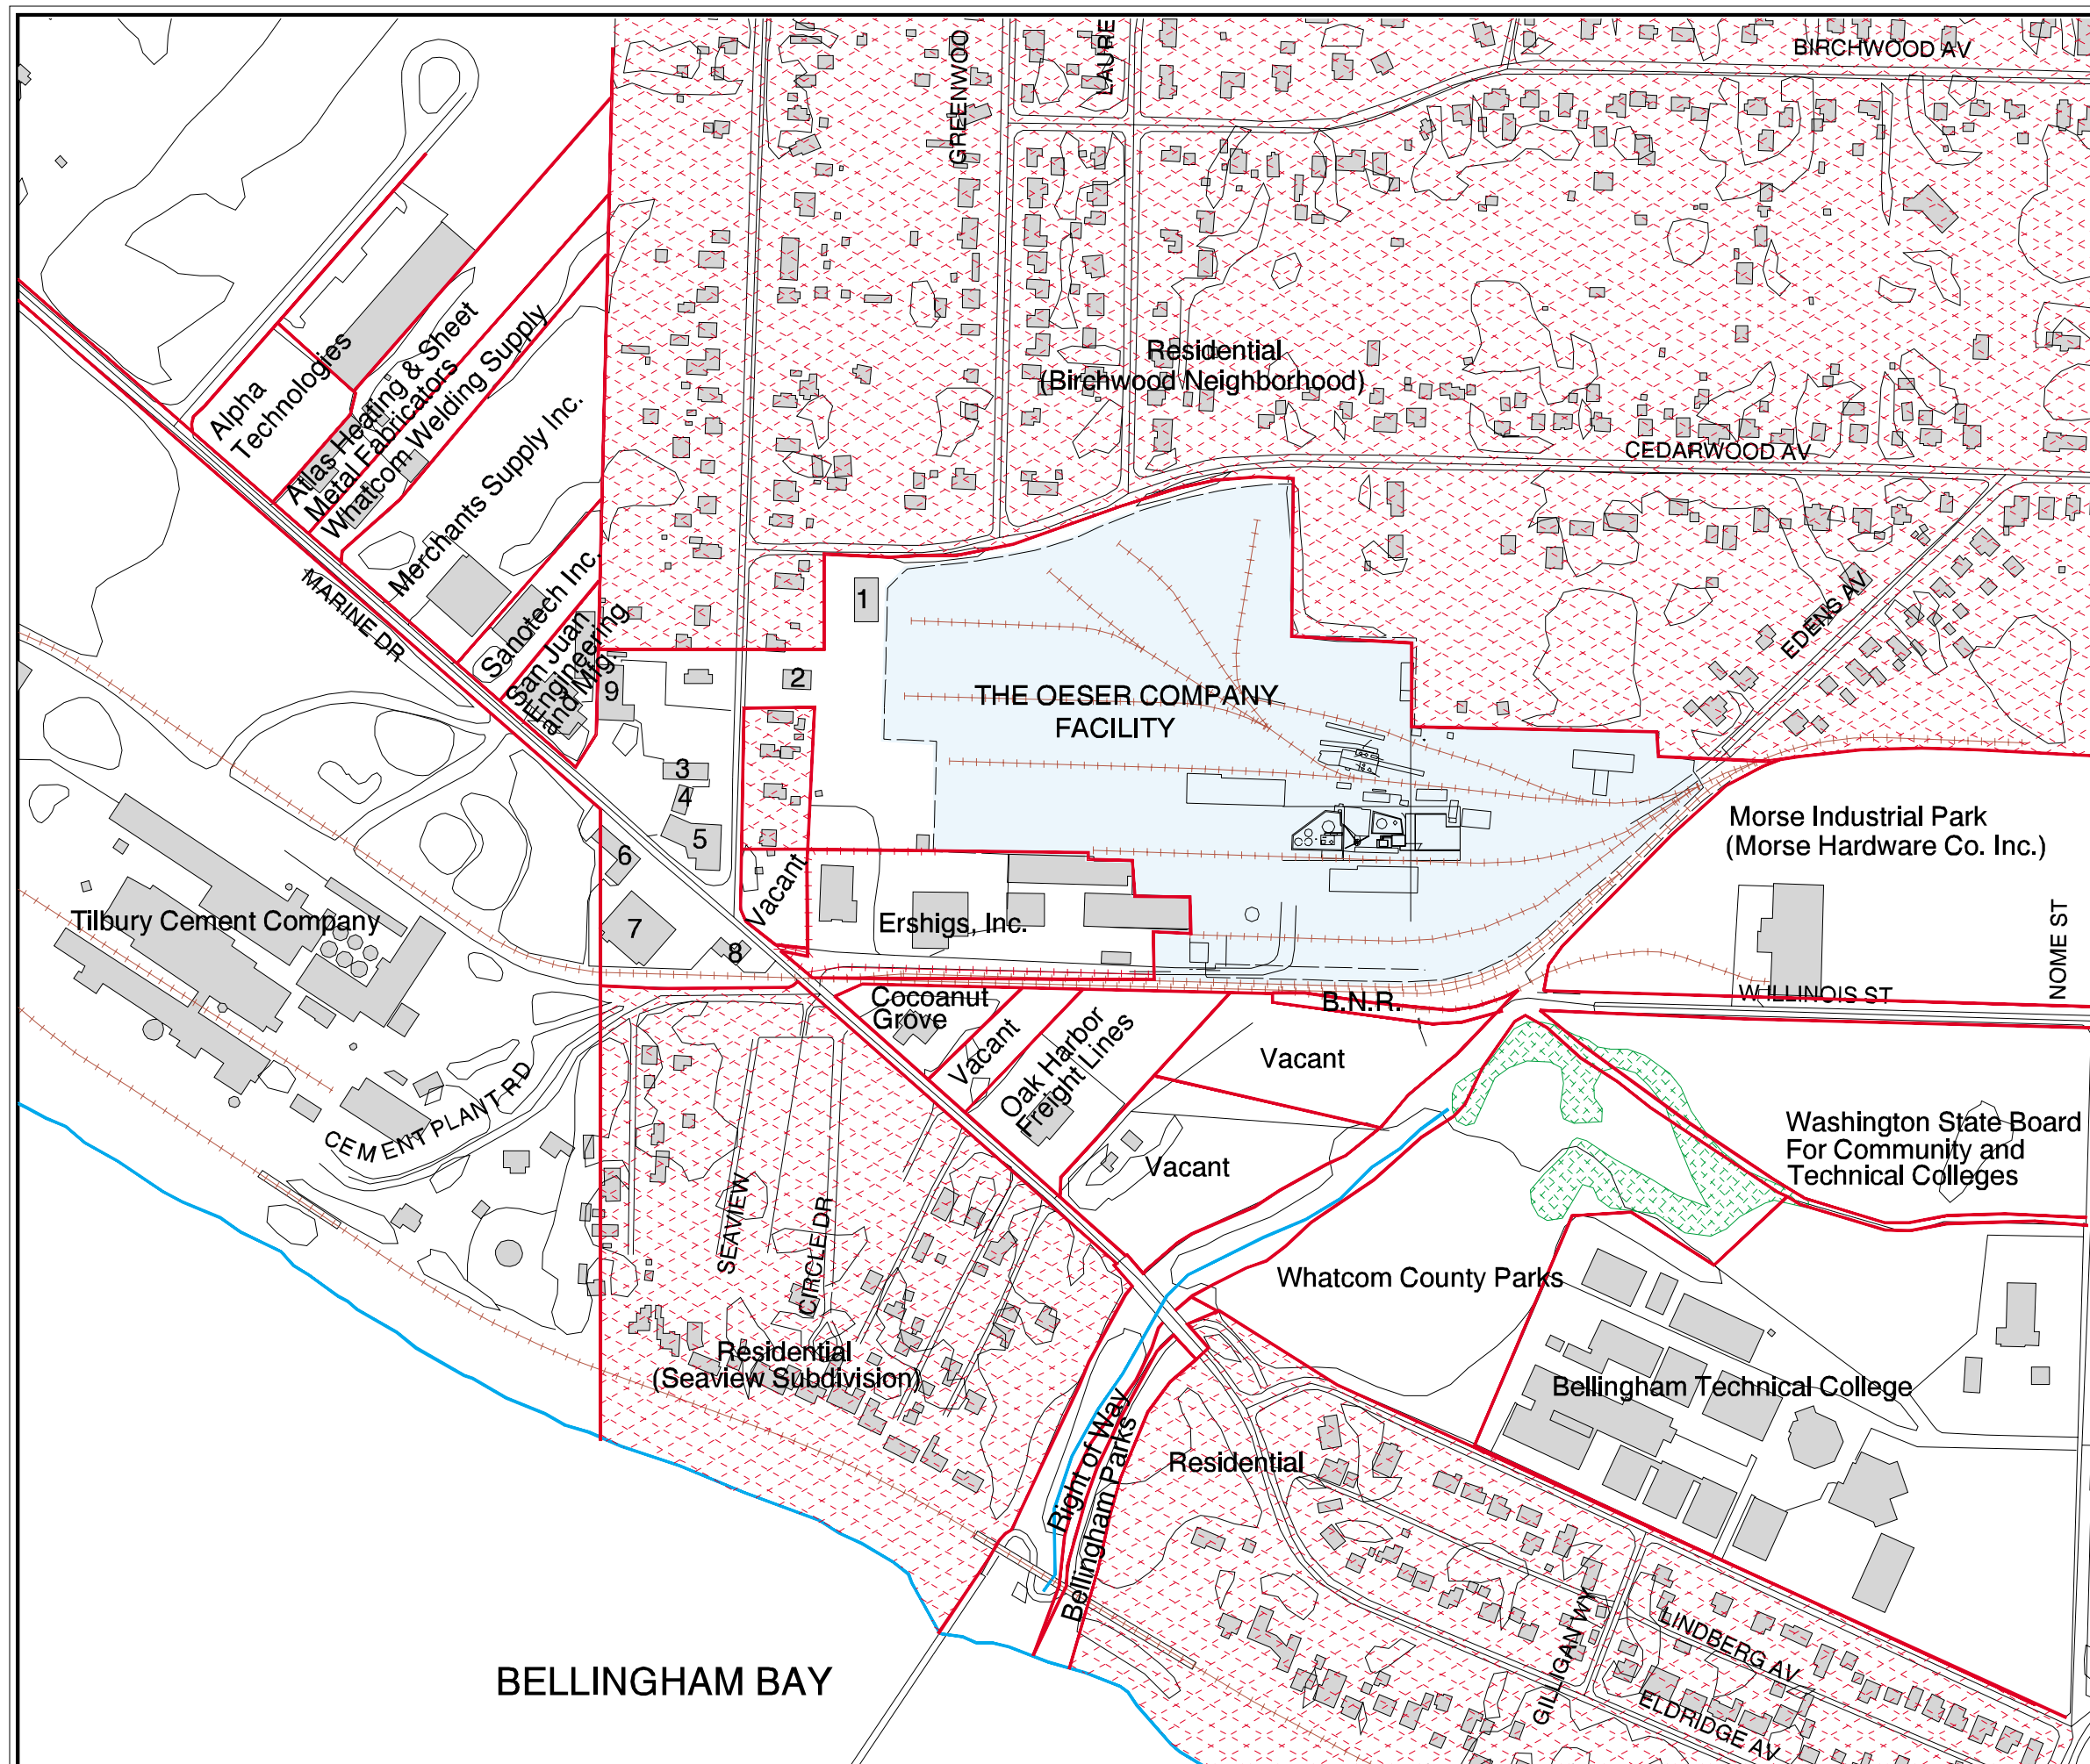 BIRCHWOOD AV
GREENWOO
LAURE
Residential
(Birchwood Neighborhood)
CEDARWOOD AV
Alpha
Technologies
Atlas Heating & Sheet
Metal Fabricators
Whatcom Welding Supply
Merchants Supply Inc.
Sanotech Inc.
San Juan
Engineering
and Mfg.
MARINE DR
EDENS AV
1
2
9
THE OESER COMPANY
FACILITY
3
4
5
6
7
8
Vacant
Ershigs, Inc.
Morse Industrial Park
(Morse Hardware Co. Inc.)
NOME ST
Tilbury Cement Company
W ILLINOIS ST
B.N.R.
Cocoanut
Grove
Vacant
Oak Harbor
Freight Lines
Vacant
Vacant
CEMENT PLANT RD
Washington State Board
For Community and
Technical Colleges
SEAVIEW
CIRCLE DR
Whatcom County Parks
Residential
(Seaview Subdivision)
Bellingham Technical College
Right of Way
Bellingham Parks
Residential
GILLIGAN WY
LINDBERG AV
ELDRIDGE AV
BELLINGHAM BAY